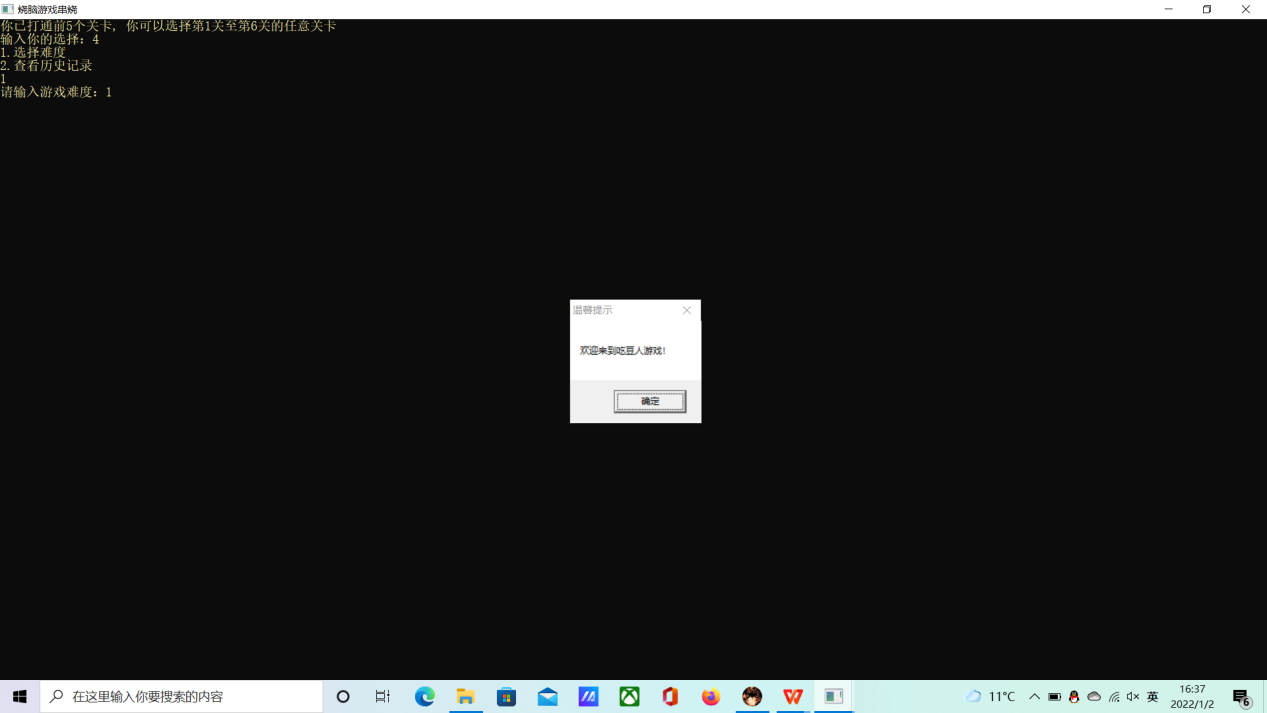 烧脑游戏串烧
你已打通前5个关卡, 你可以选择第1关至第6关的任意关卡
输入你的选择: 4
1.选择难度
2.查看历史记录
1
请输入游戏难度: 1
温馨提示
欢迎来到吃豆人游戏!
确定
在这里输入你要搜索的内容
11°C
英
16:37
2022/1/2
6